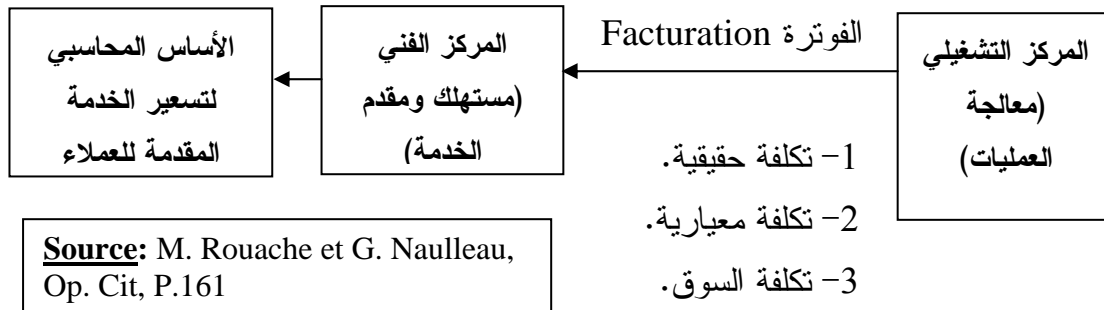 المركز التشغيلي
(معالجة
العمليات)
الفوترة Facturation
1- تكلفة حقيقية.
2- تكلفة معيارية.
3- تكلفة السوق.
المركز الفني
(مستهلك ومقدم
الخدمة)
الأساس المحاسبي
لتسعير الخدمة
المقدمة للعملاء
Source: M. Rouache et G. Naulleau,
Op. Cit, P.161